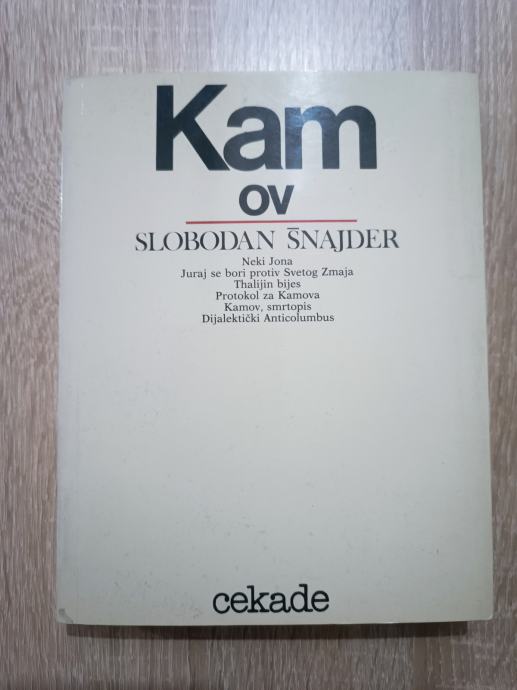 Kam
ov
SLOBODAN ŠNAJDER
Neki Jona
Juraj se bori protiv Svetog Zmaja
Thalijin bijes
Protokol za Kamova
Kamov, smrtopis
Dijalektički Anticolumbus
cekade